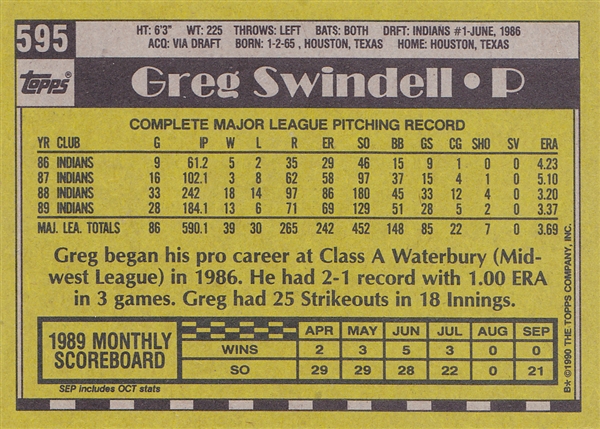 595
HT: 6'3" WT: 225 THROWS: LEFT BATS: BOTH DRFT: INDIANS #1-JUNE, 1986
ACQ: VIA DRAFT BORN: 1-2-65, HOUSTON, TEXAS HOME: HOUSTON, TEXAS
Topps
Greg Swindell • P
COMPLETE MAJOR LEAGUE PITCHING RECORD
YR CLUB G IP W L R ER SO BB GS CG SHO SV ERA
86 INDIANS 9 61.2 5 2 35 29 46 15 9 1 0 0 4.23
87 INDIANS 16 102.1 3 8 62 58 97 37 15 4 1 0 5.10
88 INDIANS 33 242 18 14 97 86 180 45 33 12 4 0 3.20
89 INDIANS 28 184.1 13 6 71 69 129 51 28 5 2 0 3.37
MAJ. LEA. TOTALS 86 590.1 39 30 265 242 452 148 85 22 7 0 3.69
Greg began his pro career at Class A Waterbury (Mid-
west League) in 1986. He had 2-1 record with 1.00 ERA
in 3 games. Greg had 25 Strikeouts in 18 Innings.
1989 MONTHLY
SCOREBOARD
APR MAY JUN JUL AUG SEP
WINS 2 3 5 3 0 0
SO 29 29 28 22 0 21
SEP includes OCT stats
B* ©1990 THE TOPPS COMPANY, INC.